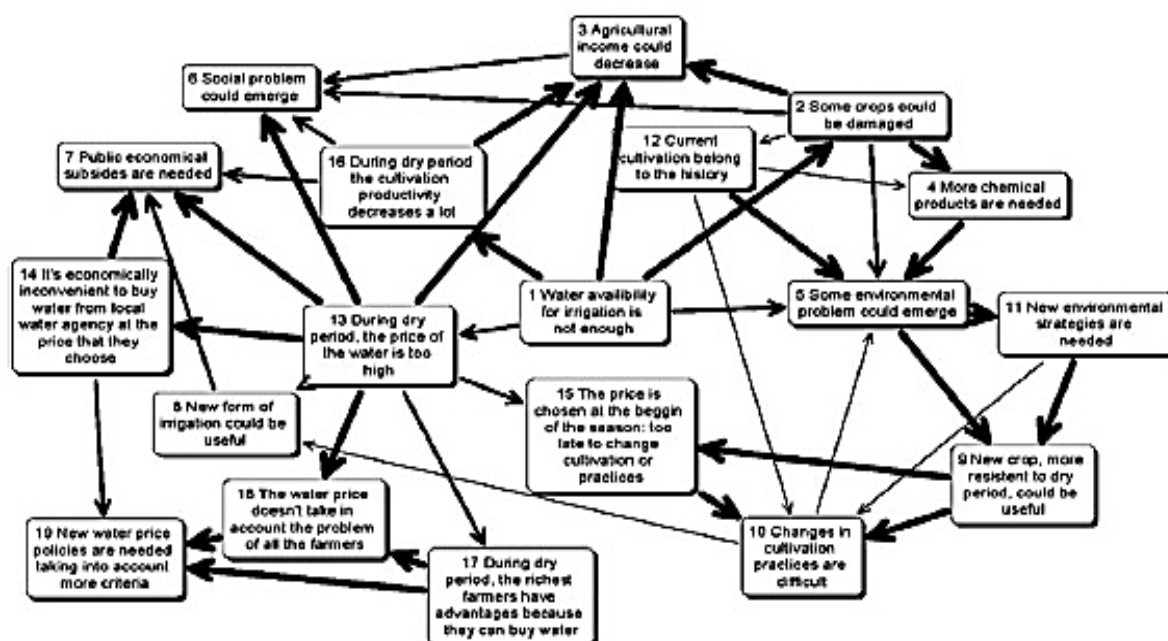 3 Agricultural
income could
decrease
6 Social problem
could emerge
2 Some crops could
be damaged
12 Current
cultivation belong
to the history
7 Public economical
subsides are needed
16 During dry period
the cultivation
productivity
decreases a lot
4 More chemical
products are needed
14 It's economically
inconvenient to buy
water from local
water agency at the
price that they
choose
1 Water availibility
for irrigation is
not enough
5 Some environmental
problem could emerge
11 New environmental
strategies are
needed
13 During dry
period, the price of
the water is too
high
15 The price is
chosen at the beggin
of the season: too
late to change
cultivation or
practices
8 New form of
irrigation could be
useful
9 New crop, more
resistent to dry
period, could be
useful
18 The water price
doesn't take in
account the problem
of all the farmers
10 Changes in
cultivation
practices are
difficult
19 New water price
policies are needed
taking into account
more criteria
17 During dry
period, the richest
farmers have
advantages because
they can buy water